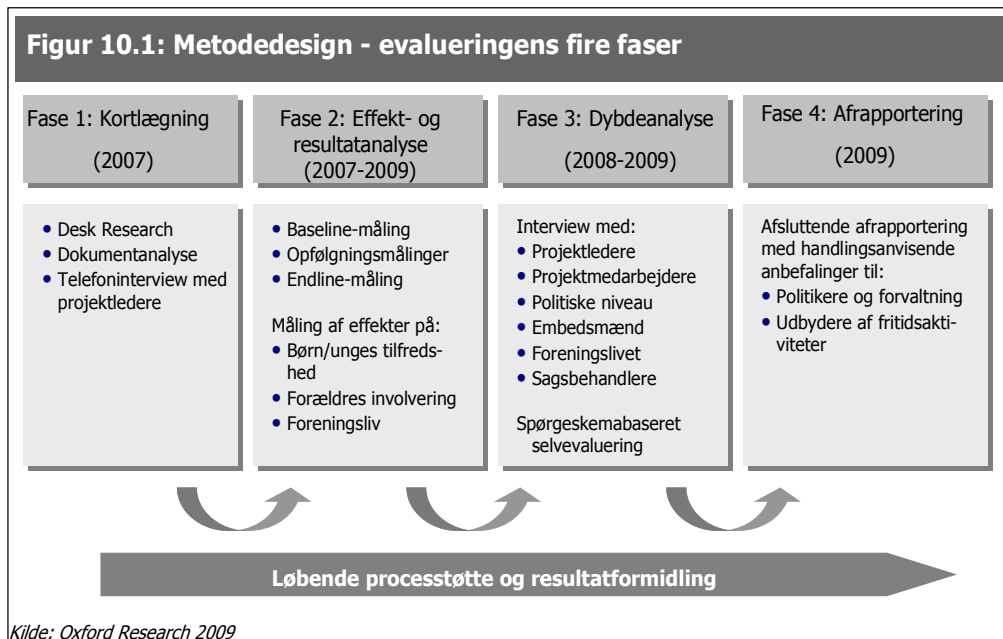 Figur 10.1: Metodedesign - evalueringens fire faser
Fase 1: Kortlægning
(2007)
• Desk Research
• Dokumentanalyse
• Telefoninterview med
projektledere
Fase 2: Effekt- og
resultatanalyse
(2007-2009)
• Baseline-måling
• Opfølgningsmålinger
• Endline-måling
Måling af effekter på:
• Børn/unges tilfreds-
hed
• Forældres involvering
• Foreningsliv
Fase 3: Dybdeanalyse
(2008-2009)
Interview med:
• Projektledere
• Projektmedarbejdere
• Politiske niveau
• Embedsmænd
• Foreningslivet
• Sagsbehandlere
Spørgeskemabaseret
selvevaluering
Fase 4: Afrapportering
(2009)
Afsluttende afrapportering
med handlingsanvisende
anbefalinger til:
• Politikere og forvaltning
• Udbydere af fritidsakti-
viteter
Løbende processtøtte og resultatformidling
Kilde: Oxford Research 2009